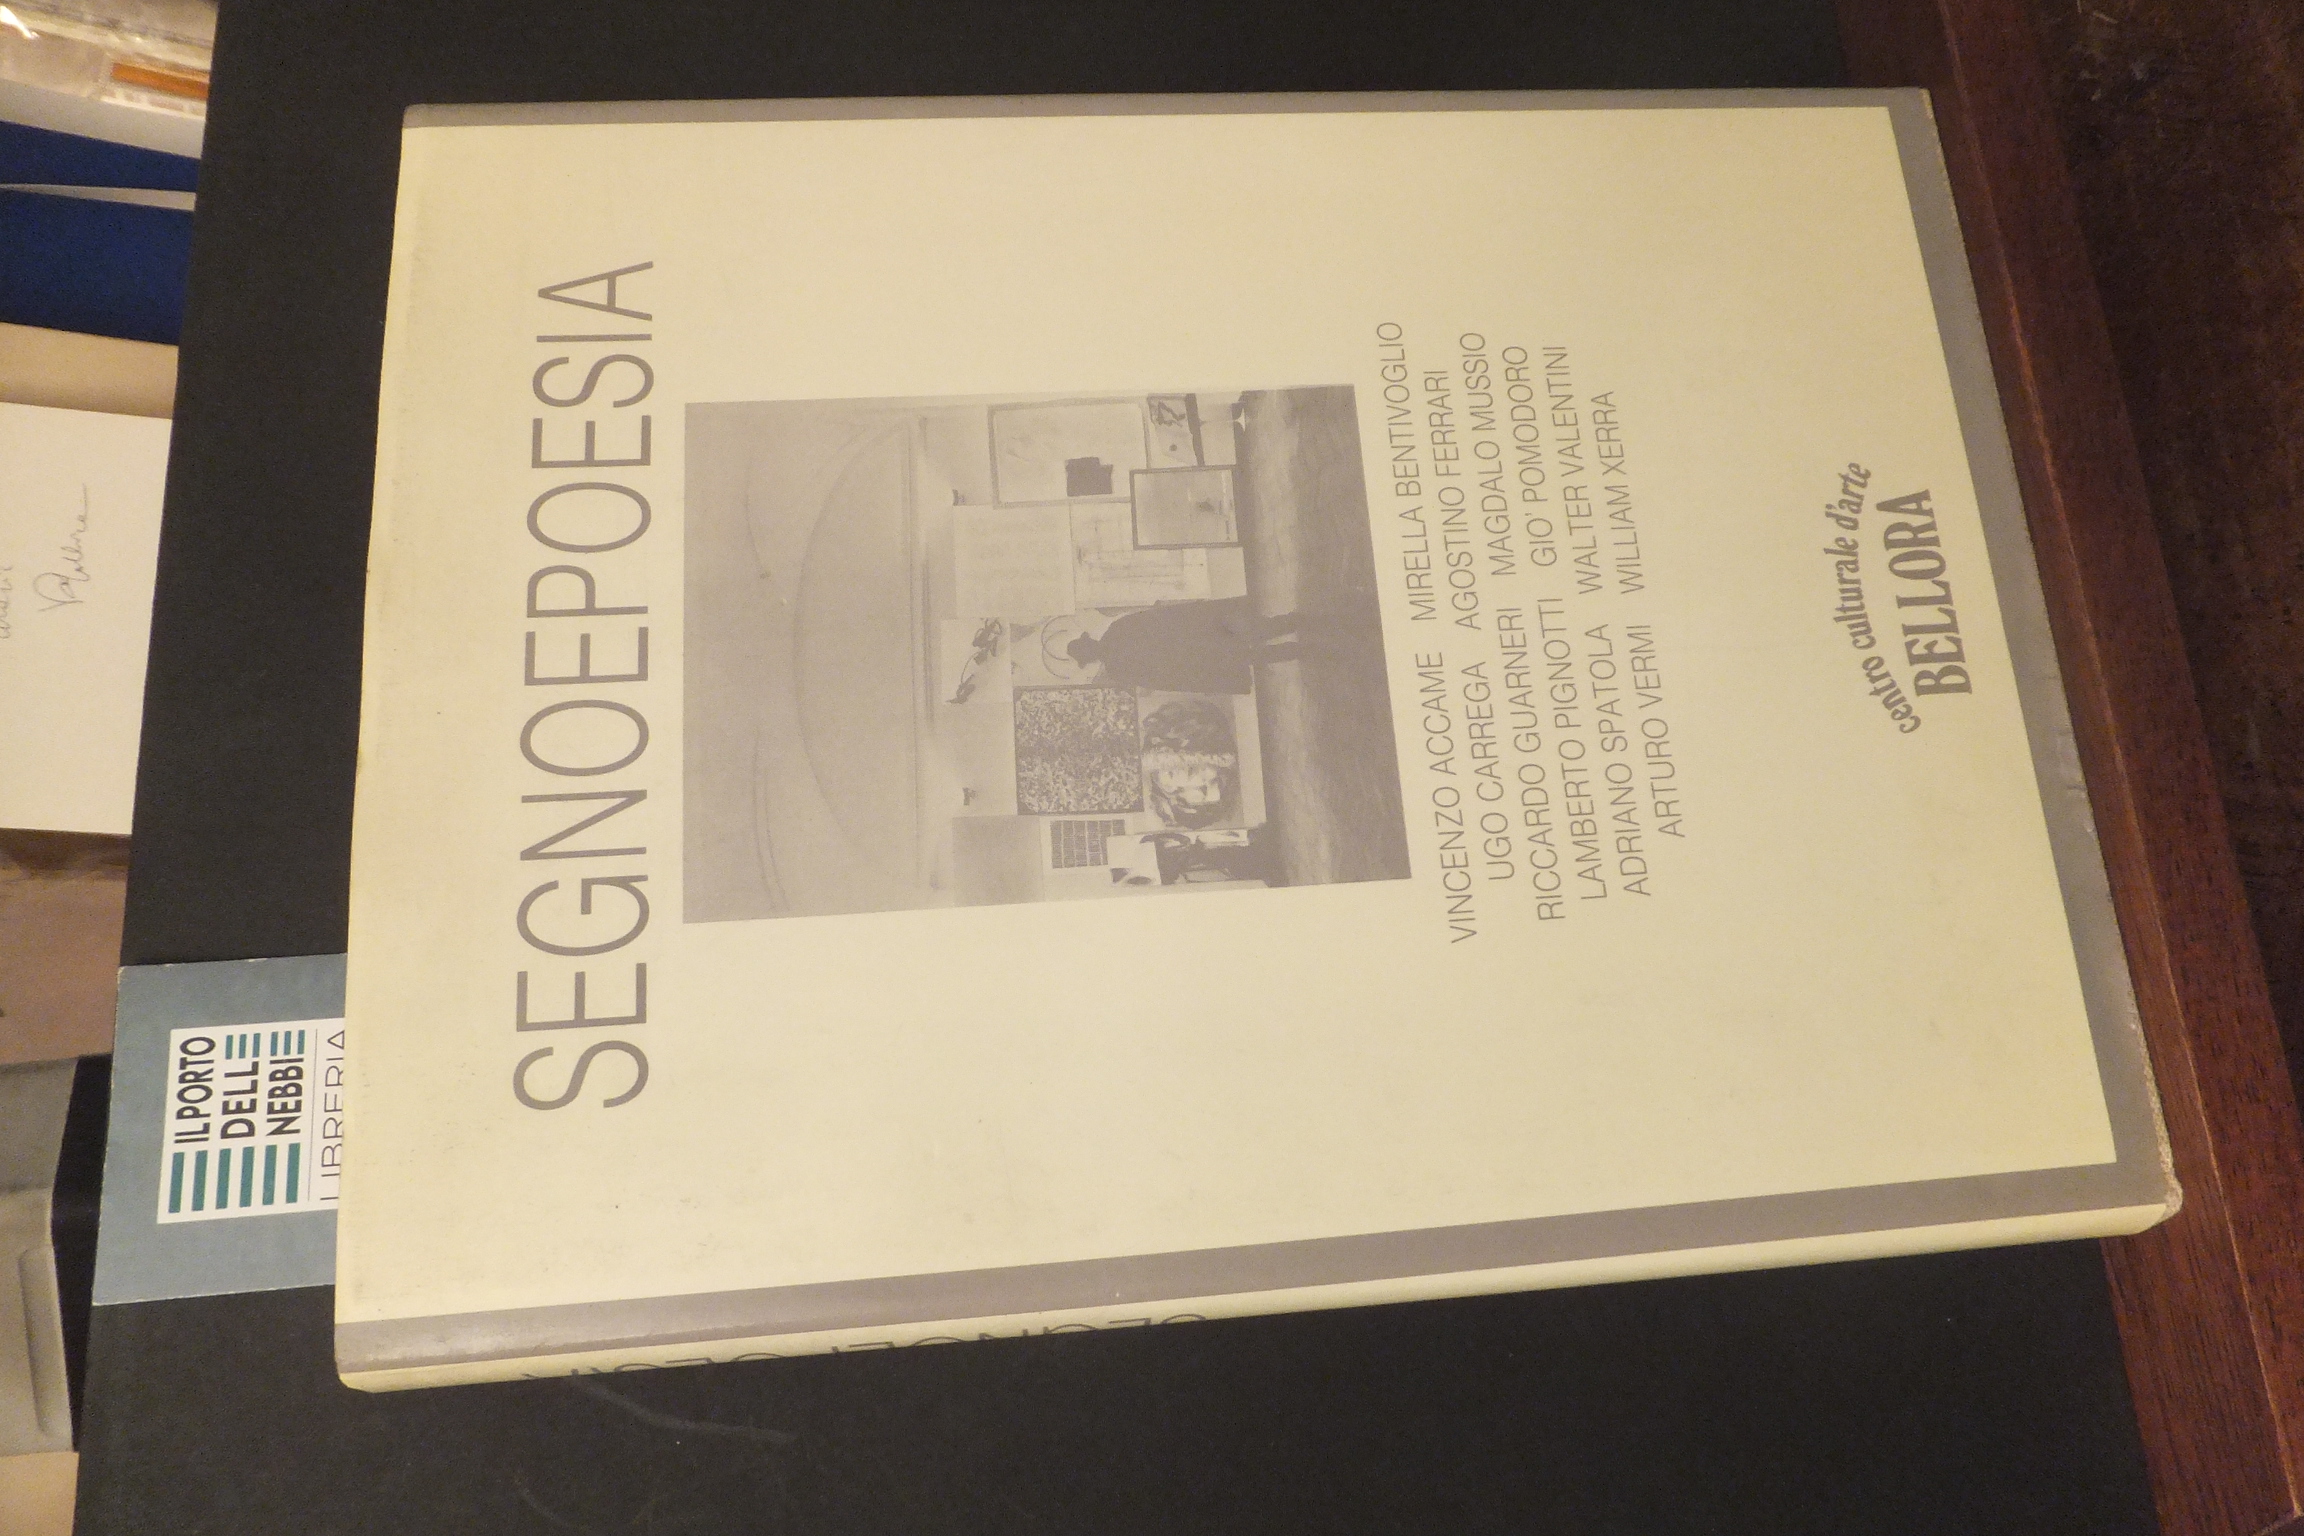 SEGNOEPOESIA
VINCENZO ACCAME MIRELLA BENTIVOGLIO
UGO CARREGA AGOSTINO FERRARI
RICCARDO GUARNERI MAGDALO MUSSIO
LAMBERTO PIGNOTTI GIO' POMODORO
ADRIANO SPATOLA WALTER VALENTINI
ARTURO VERMI WILLIAM XERRA
centro culturale d'arte
BELLORA
SEGNOEPOESIA
IL PORTO
DELLE
NEBBIE
LIBRERIA